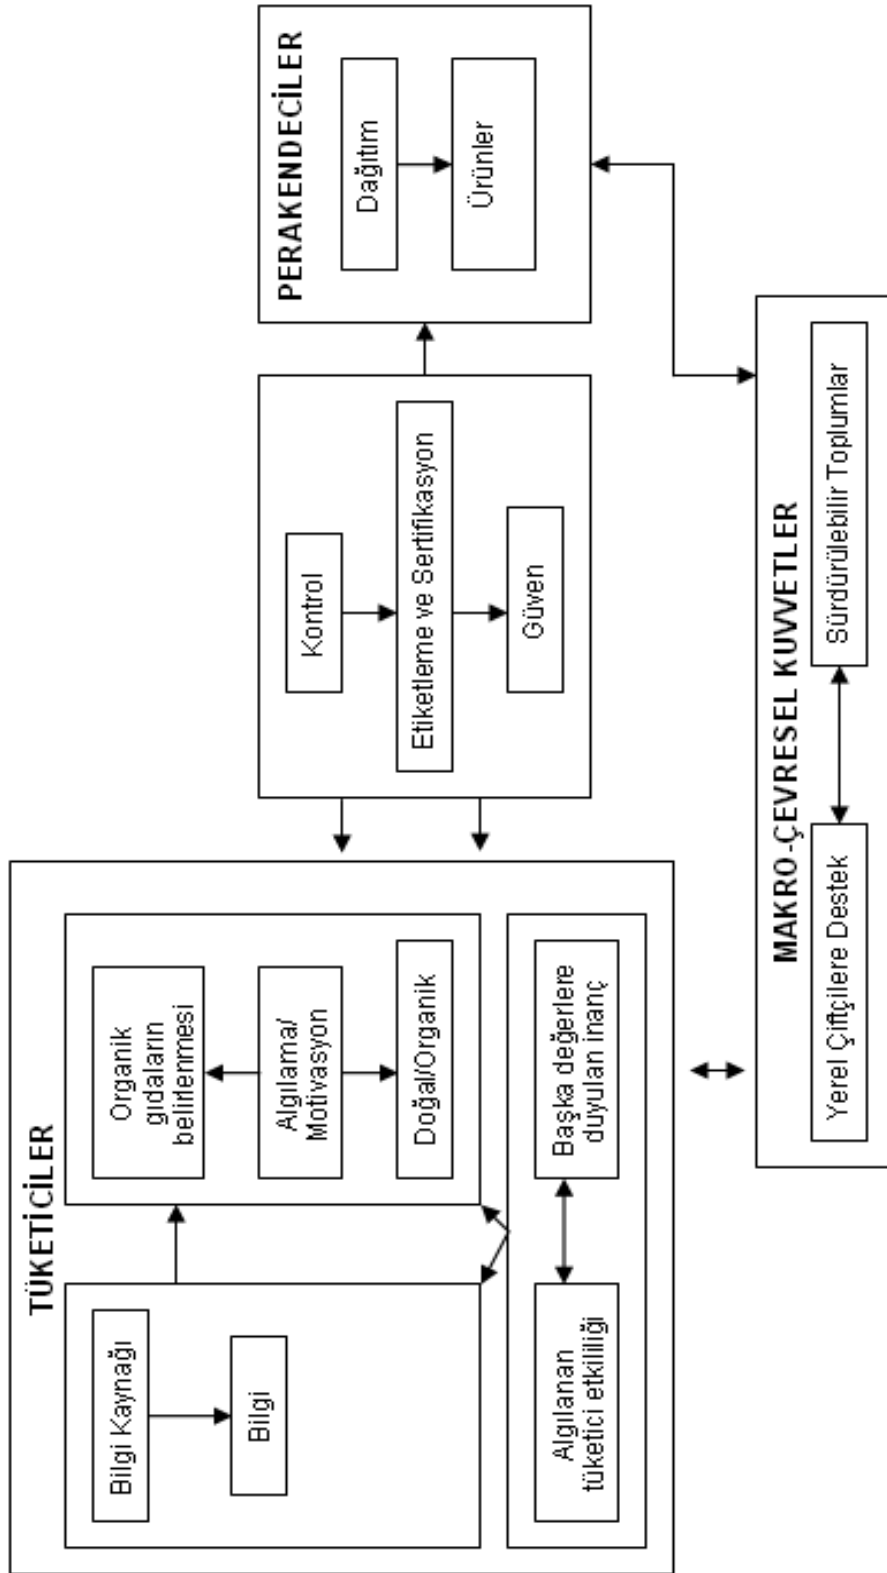 TÜKETİCİLER
Bilgi Kaynağı
Bilgi
Organik
gıdaların
belirlenmesi
Algılama/
Motivasyon
Doğal/Organik
Algılanan
tüketici etkililiği
Başka değerlere
duyulan inanç
Kontrol
Etiketleme ve Sertifikasyon
Güven
PERAKENDECİLER
Dağıtım
Ürünler
MAKRO-ÇEVRESEL KUVVETLER
Yerel Çiftçilere Destek
Sürdürülebilir Toplumlar